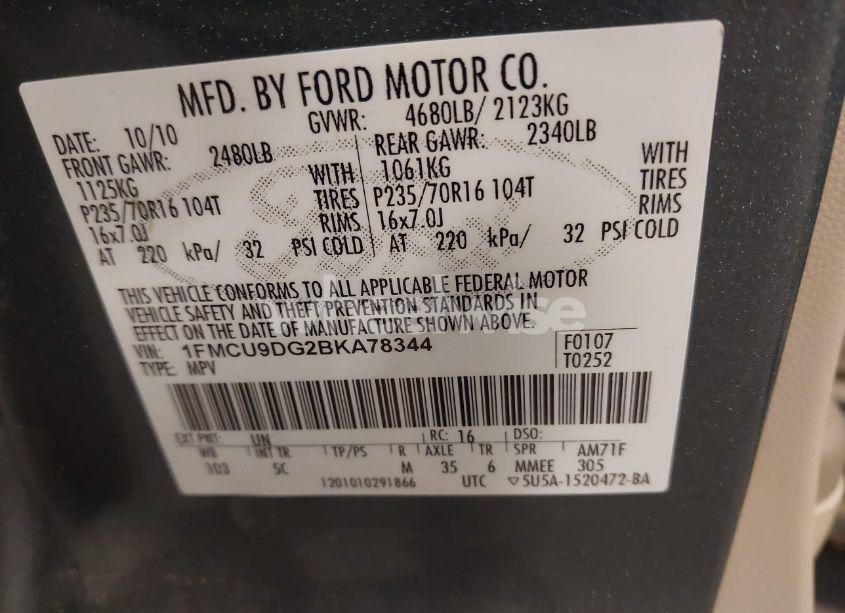 MFD. BY FORD MOTOR CO.
DATE: 10/10 GVWR: 4680LB/ 2123KG
FRONT GAWR: 2480LB REAR GAWR: 2340LB
1125KG WITH 1061KG WITH
P235/70R16 104T TIRES P235/70R16 104T TIRES
16x7.0J RIMS 16x7.0J RIMS
AT 220 kPa/ 32 PSI COLD AT 220 kPa/ 32 PSI COLD
THIS VEHICLE CONFORMS TO ALL APPLICABLE FEDERAL MOTOR
VEHICLE SAFETY AND THEFT PREVENTION STANDARDS IN
EFFECT ON THE DATE OF MANUFACTURE SHOWN ABOVE.
VIN: 1FMCU9DG2BKA78344 F0107
TYPE: MPV T0252
EXT PNT: UN RC: 16 DSO:
WB INT TR TP/PS R AXLE TR SPR AM71F
103 5C M 35 6 MMEE 305
1201010291866 UTC ▽5U5A-1520472-BA